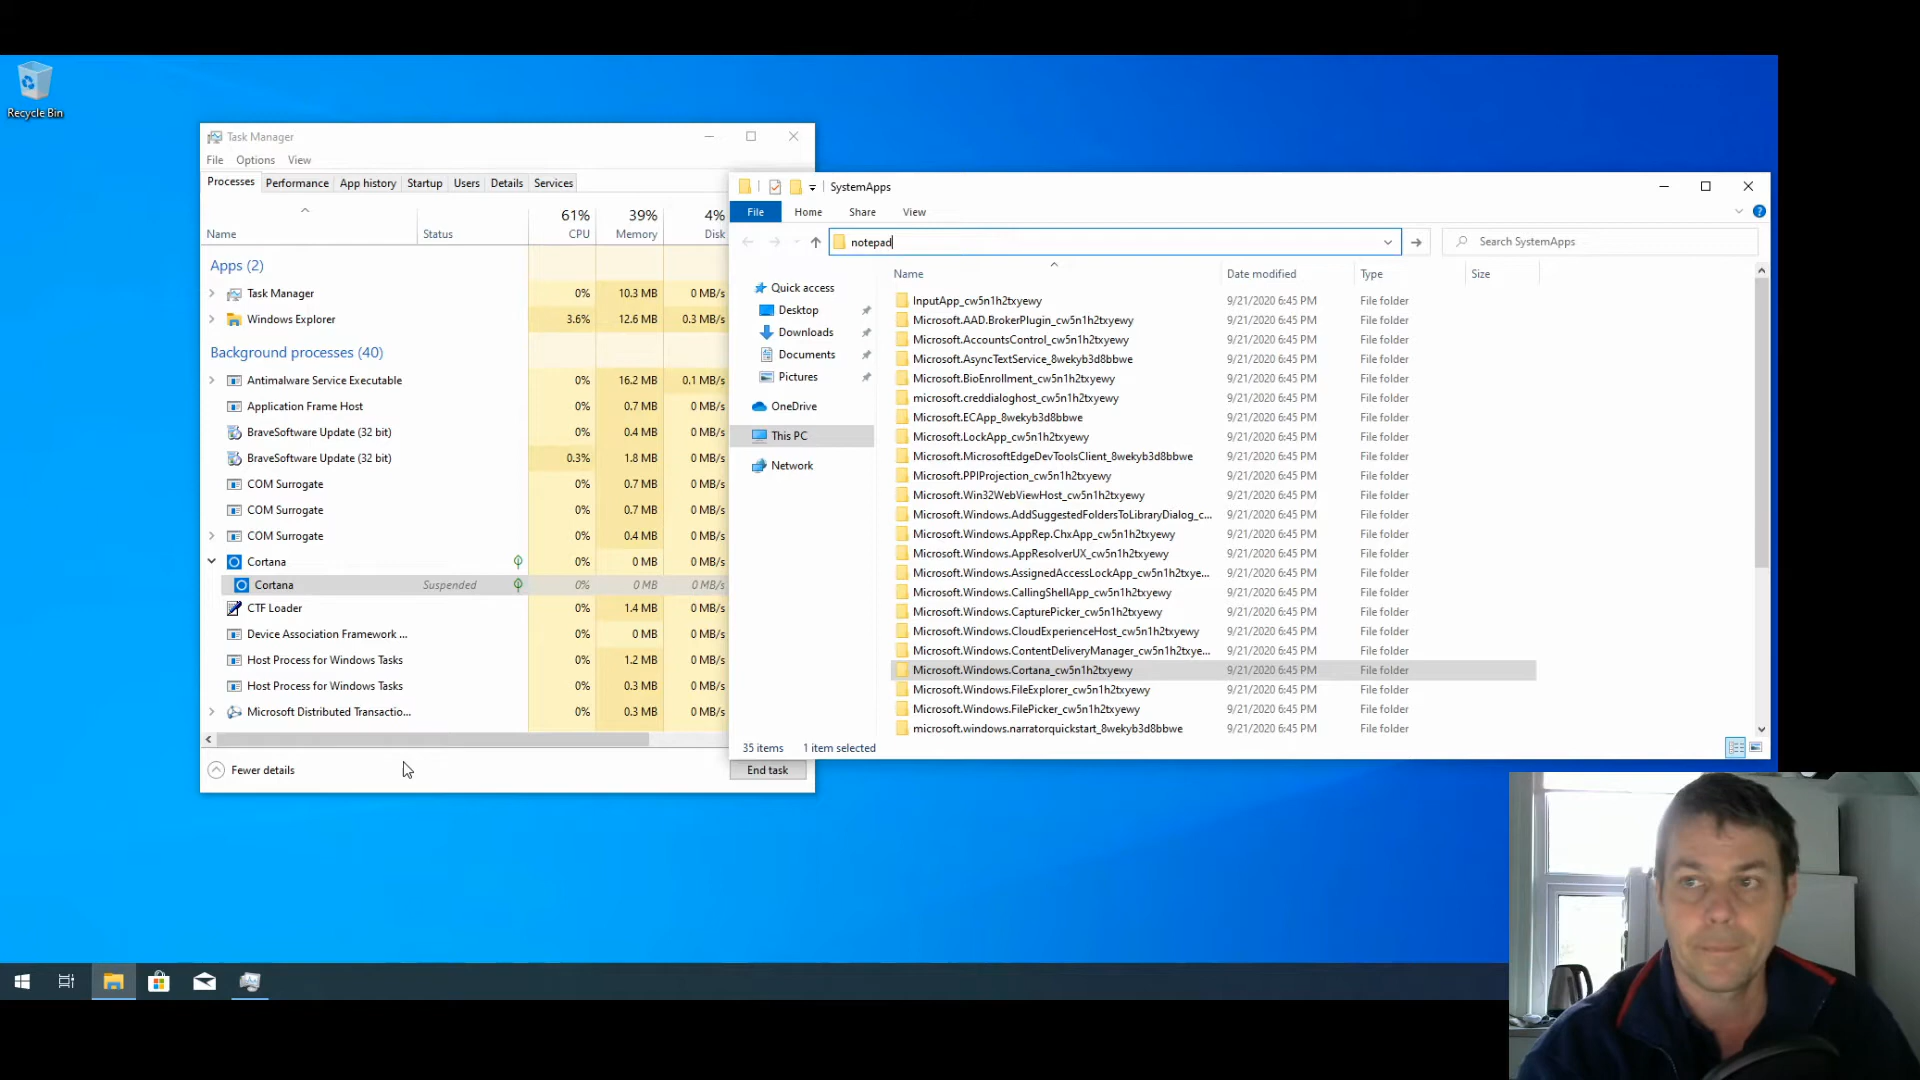 Recycle Bin
Task Manager
File Options View
Processes Performance App history Startup Users Details Services
61% 39% 4%
Name Status CPU Memory Disk
Apps (2)
Task Manager 0% 10.3 MB 0 MB/s
Windows Explorer 3.6% 12.6 MB 0.3 MB/s
Background processes (40)
Antimalware Service Executable 0% 16.2 MB 0.1 MB/s
Application Frame Host 0% 0.7 MB 0 MB/s
BraveSoftware Update (32 bit) 0% 0.4 MB 0 MB/s
BraveSoftware Update (32 bit) 0.3% 1.8 MB 0 MB/s
COM Surrogate 0% 0.7 MB 0 MB/s
COM Surrogate 0% 0.7 MB 0 MB/s
COM Surrogate 0% 0.4 MB 0 MB/s
Cortana 0% 0 MB 0 MB/s
Cortana Suspended 0% 0 MB 0 MB/s
CTF Loader 0% 1.4 MB 0 MB/s
Device Association Framework ... 0% 0 MB 0 MB/s
Host Process for Windows Tasks 0% 1.2 MB 0 MB/s
Host Process for Windows Tasks 0% 0.3 MB 0 MB/s
Microsoft Distributed Transactio... 0% 0.3 MB 0 MB/s
Fewer details
End task
SystemApps
File Home Share View
notepad
Search SystemApps
Quick access
Desktop
Downloads
Documents
Pictures
OneDrive
This PC
Network
Name Date modified Type Size
InputApp_cw5n1h2txyewy 9/21/2020 6:45 PM File folder
Microsoft.AAD.BrokerPlugin_cw5n1h2txyewy 9/21/2020 6:45 PM File folder
Microsoft.AccountsControl_cw5n1h2txyewy 9/21/2020 6:45 PM File folder
Microsoft.AsyncTextService_8wekyb3d8bbwe 9/21/2020 6:45 PM File folder
Microsoft.BioEnrollment_cw5n1h2txyewy 9/21/2020 6:45 PM File folder
microsoft.creddialoghost_cw5n1h2txyewy 9/21/2020 6:45 PM File folder
Microsoft.ECApp_8wekyb3d8bbwe 9/21/2020 6:45 PM File folder
Microsoft.LockApp_cw5n1h2txyewy 9/21/2020 6:45 PM File folder
Microsoft.MicrosoftEdgeDevToolsClient_8wekyb3d8bbwe 9/21/2020 6:45 PM File folder
Microsoft.PPIProjection_cw5n1h2txyewy 9/21/2020 6:45 PM File folder
Microsoft.Win32WebViewHost_cw5n1h2txyewy 9/21/2020 6:45 PM File folder
Microsoft.Windows.AddSuggestedFoldersToLibraryDialog_c... 9/21/2020 6:45 PM File folder
Microsoft.Windows.AppRep.ChxApp_cw5n1h2txyewy 9/21/2020 6:45 PM File folder
Microsoft.Windows.AppResolverUX_cw5n1h2txyewy 9/21/2020 6:45 PM File folder
Microsoft.Windows.AssignedAccessLockApp_cw5n1h2txye... 9/21/2020 6:45 PM File folder
Microsoft.Windows.CallingShellApp_cw5n1h2txyewy 9/21/2020 6:45 PM File folder
Microsoft.Windows.CapturePicker_cw5n1h2txyewy 9/21/2020 6:45 PM File folder
Microsoft.Windows.CloudExperienceHost_cw5n1h2txyewy 9/21/2020 6:45 PM File folder
Microsoft.Windows.ContentDeliveryManager_cw5n1h2txye... 9/21/2020 6:45 PM File folder
Microsoft.Windows.Cortana_cw5n1h2txyewy 9/21/2020 6:45 PM File folder
Microsoft.Windows.FileExplorer_cw5n1h2txyewy 9/21/2020 6:45 PM File folder
Microsoft.Windows.FilePicker_cw5n1h2txyewy 9/21/2020 6:45 PM File folder
microsoft.windows.narratorquickstart_8wekyb3d8bbwe 9/21/2020 6:45 PM File folder
35 items 1 item selected